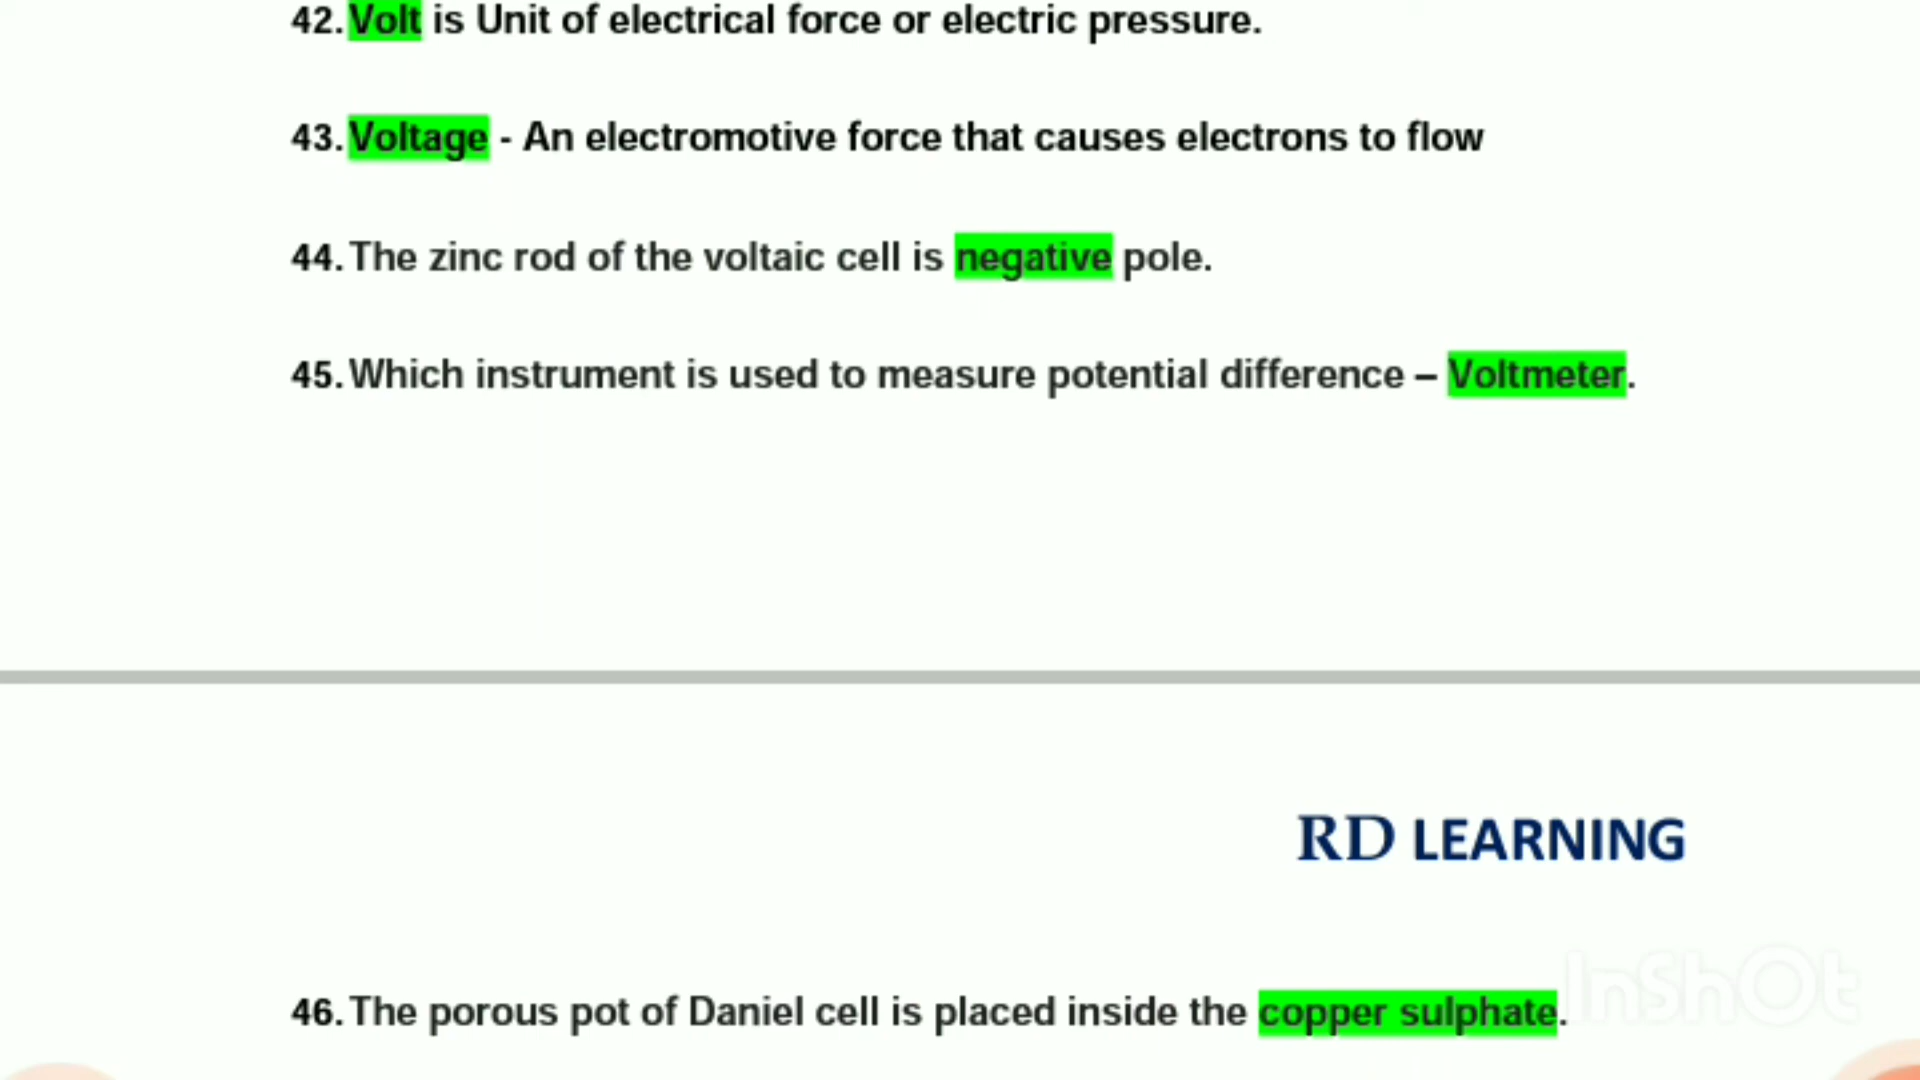 42. Volt is Unit of electrical force or electric pressure.
43. Voltage - An electromotive force that causes electrons to flow
44. The zinc rod of the voltaic cell is negative pole.
45. Which instrument is used to measure potential difference – Voltmeter.
RD LEARNING
InShOt
46. The porous pot of Daniel cell is placed inside the copper sulphate.